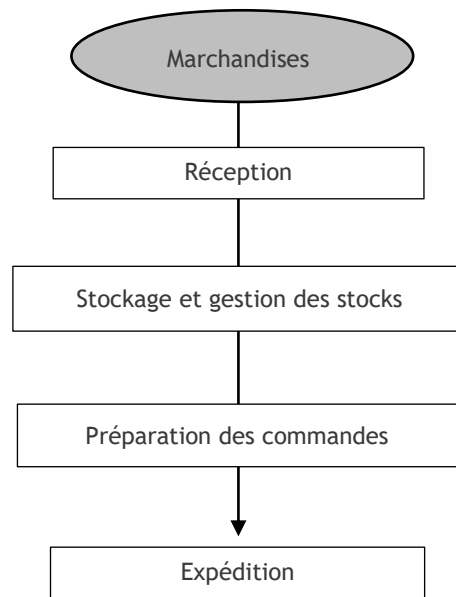 Marchandises
Réception
Stockage et gestion des stocks
Préparation des commandes
Expédition